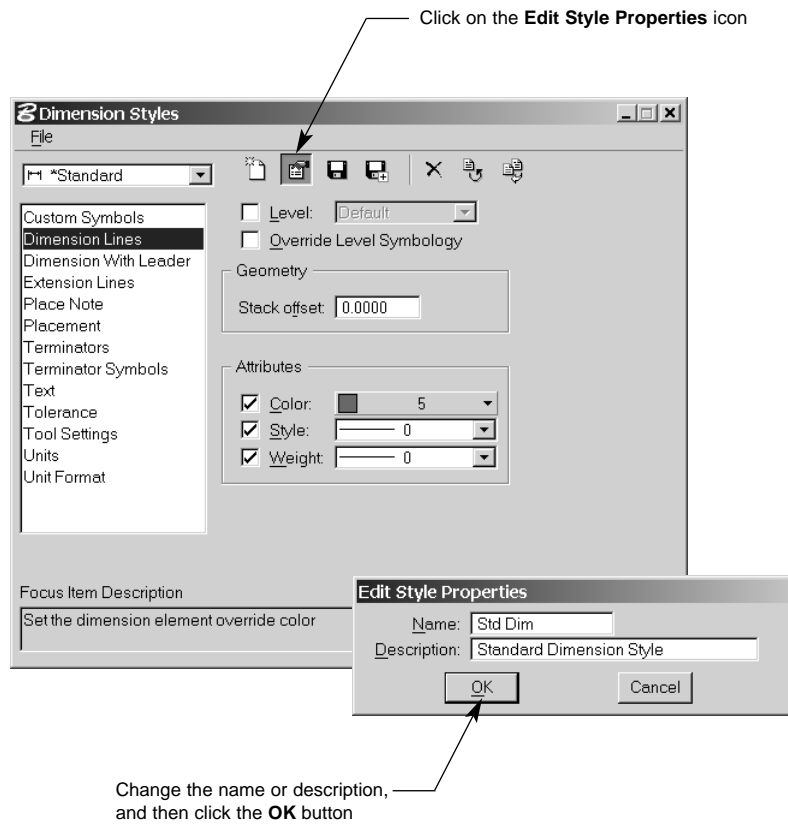 Click on the Edit Style Properties icon
Dimension Styles
File
*Standard
Custom Symbols
Dimension Lines
Dimension With Leader
Extension Lines
Place Note
Placement
Terminators
Terminator Symbols
Text
Tolerance
Tool Settings
Units
Unit Format
Level: Default
Override Level Symbology
Geometry
Stack offset: 0.0000
Attributes
Color: 5
Style: 0
Weight: 0
Focus Item Description
Set the dimension element override color
Edit Style Properties
Name: Std Dim
Description: Standard Dimension Style
OK Cancel
Change the name or description,
and then click the OK button